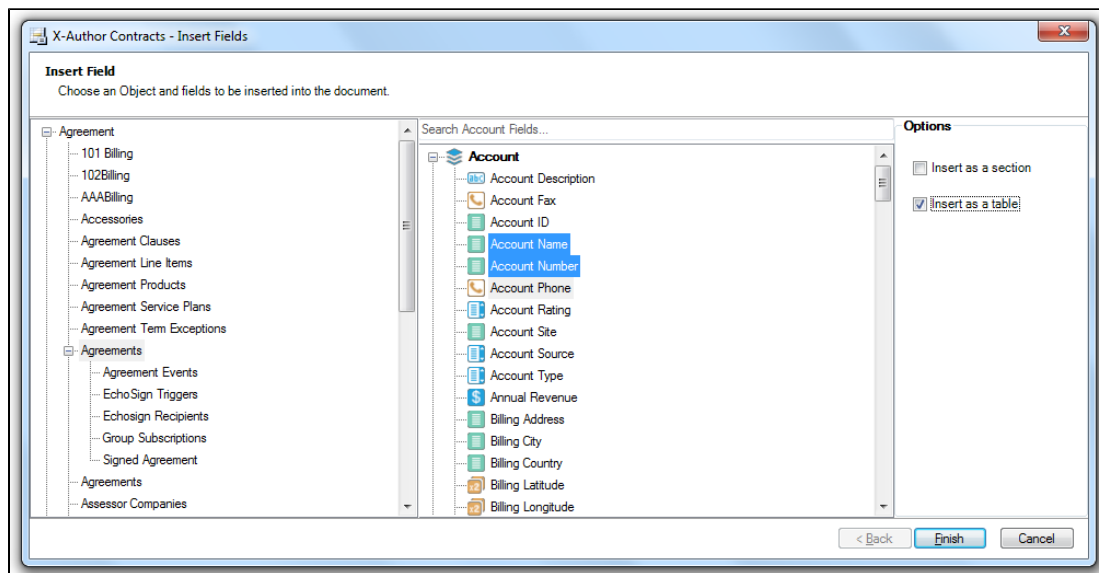 X-Author Contracts - Insert Fields
Insert Field
Choose an Object and fields to be inserted into the document.
Agreement
101 Billing
102Billing
AAABilling
Accessories
Agreement Clauses
Agreement Line Items
Agreement Products
Agreement Service Plans
Agreement Term Exceptions
Agreements
Agreement Events
EchoSign Triggers
Echosign Recipients
Group Subscriptions
Signed Agreement
Agreements
Assessor Companies
Search Account Fields...
Account
abc Account Description
Account Fax
Account ID
Account Name
Account Number
Account Phone
Account Rating
Account Site
Account Source
Account Type
$ Annual Revenue
Billing Address
Billing City
Billing Country
Billing Latitude
Billing Longitude
Options
Insert as a section
Insert as a table
< Back Finish Cancel